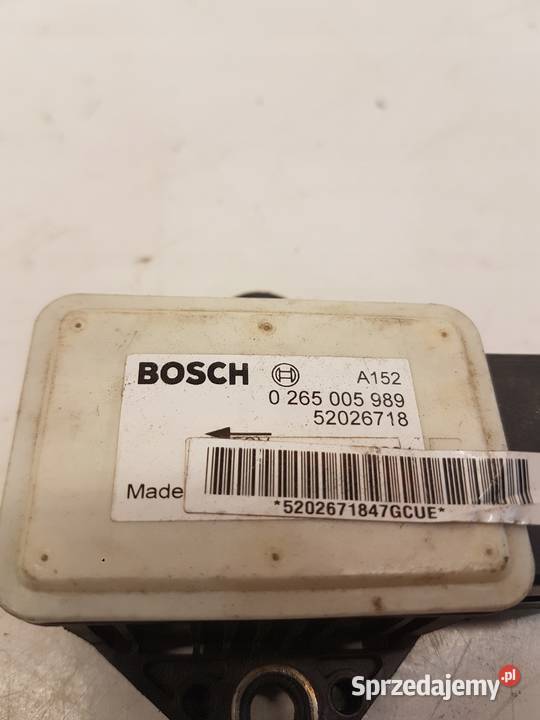 BOSCH A152
0 265 005 989
52026718
Made
*5202671847GCUE*
Sprzedajemy.pl